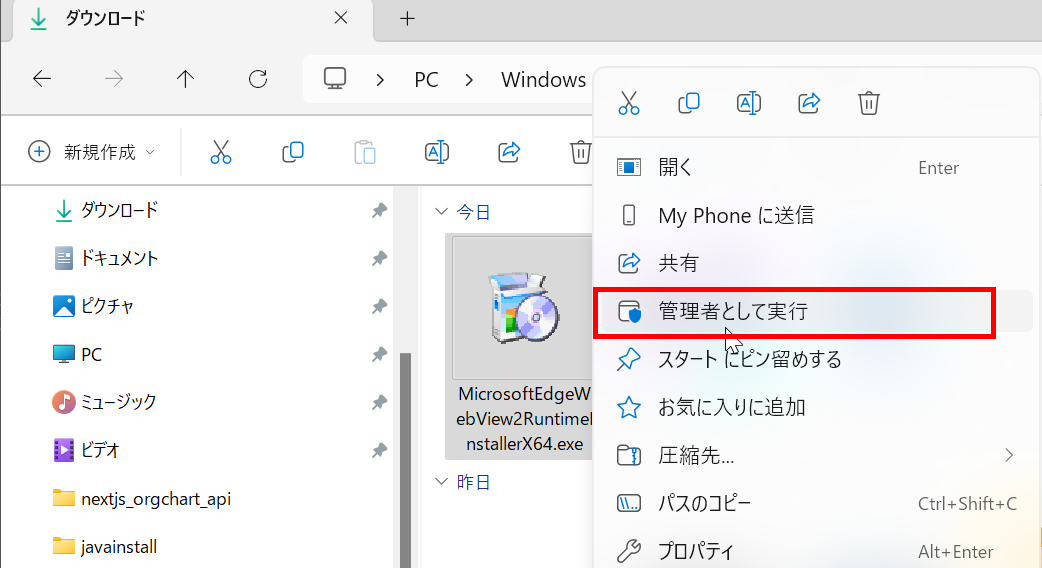 ダウンロード
PC
Windows
新規作成
ダウンロード
ドキュメント
ピクチャ
PC
ミュージック
ビデオ
nextjs_orgchart_api
javainstall
今日
MicrosoftEdgeW
ebView2RuntimeI
nstallerX64.exe
昨日
開く Enter
My Phone に送信
共有
管理者として実行
スタート にピン留めする
お気に入りに追加
圧縮先...
パスのコピー Ctrl+Shift+C
プロパティ Alt+Enter